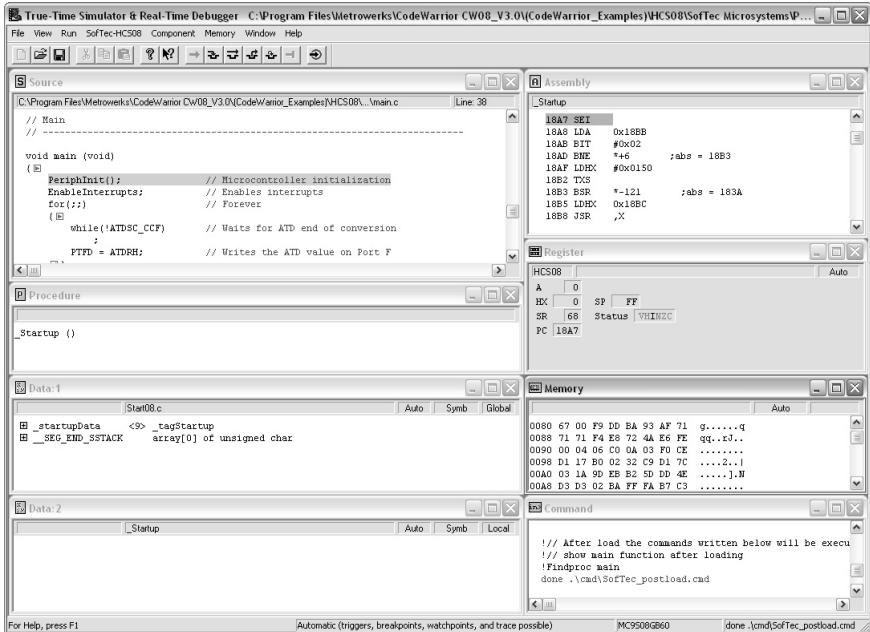 True-Time Simulator & Real-Time Debugger C:\Program Files\Metrowerks\CodeWarrior CW08_V3.0\(CodeWarrior_Examples)\HCS08\SofTec Microsystems\P...
File View Run SofTec-HCS08 Component Memory Window Help
S Source
C:\Program Files\Metrowerks\CodeWarrior CW08_V3.0\(CodeWarrior_Examples)\HCS08\...\main.c Line: 38
// Main
// -------------------------------------------------------------------------
void main (void)
{
PeriphInit(); // Microcontroller initialization
EnableInterrupts; // Enables interrupts
for(;;) // Forever
{
while(!ATDSC_CCF) // Waits for ATD end of conversion
;
PTFD = ATDRH; // Writes the ATD value on Port F
A Assembly
_Startup
18A7 SEI
18A8 LDA 0x18BB
18AB BIT #0x02
18AD BNE *+6 ;abs = 18B3
18AF LDHX #0x0150
18B2 TXS
18B3 BSR *-121 ;abs = 183A
18B5 LDHX 0x18BC
18B8 JSR ,X
Register
HCS08 Auto
A 0
HX 0 SP FF
SR 68 Status VHINZC
PC 18A7
P Procedure
_Startup ()
Data:1
Start08.c Auto Symb Global
_startupData <9> _tagStartup
__SEG_END_SSTACK array[0] of unsigned char
Memory
Auto
0080 67 00 F9 DD BA 93 AF 71 g......q
0088 71 71 F4 E8 72 4A E6 FE qq..rJ..
0090 00 04 06 C0 0A 03 F0 CE ........
0098 D1 17 B0 02 32 C9 D1 7C ....2..|
00A0 03 1A 9D EB B2 5D DD 4E .....].N
00A8 D3 D3 02 BA FF FA B7 C3 ........
Data:2
_Startup Auto Symb Local
Command
!// After load the commands written below will be execu
!// show main function after loading
!Findproc main
done .\cmd\SofTec_postload.cmd
For Help, press F1 Automatic (triggers, breakpoints, watchpoints, and trace possible) MC9S08GB60 done .\cmd\SofTec_postload.cmd